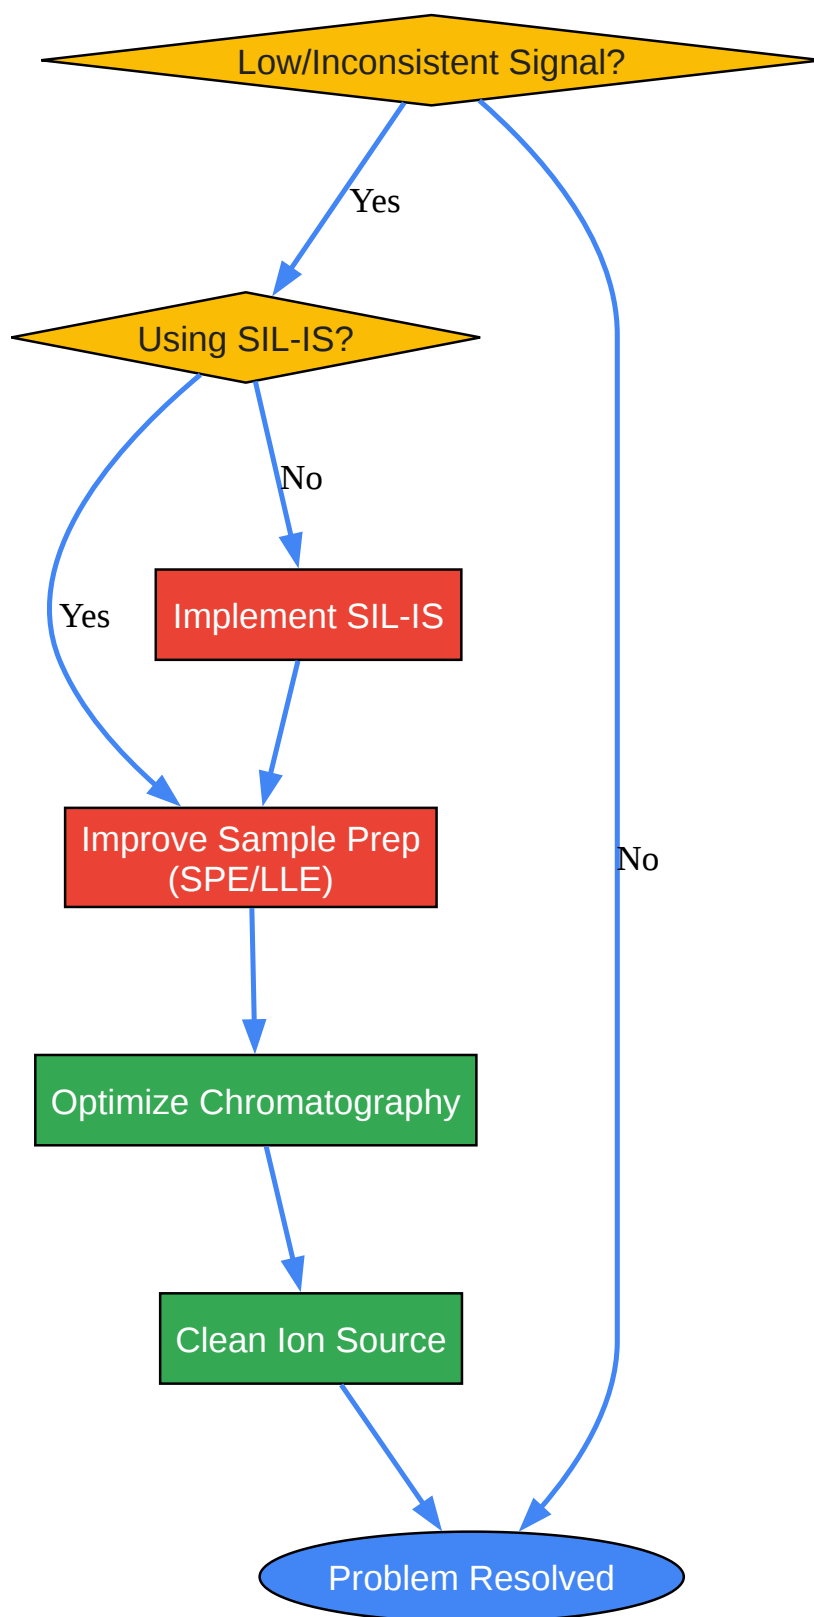 Low/Inconsistent Signal?
Yes
Using SIL-IS?
No
Implement SIL-IS
Yes
Improve Sample Prep
(SPE/LLE)
No
Optimize Chromatography
Clean Ion Source
Problem Resolved